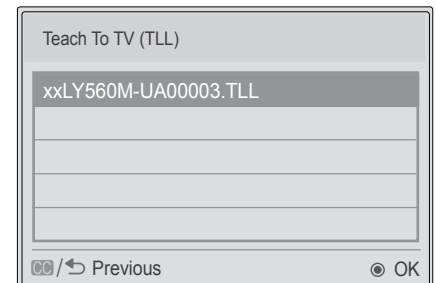 Teach To TV (TLL)
xxLY560M-UA00003.TLL
CC/ Previous
OK